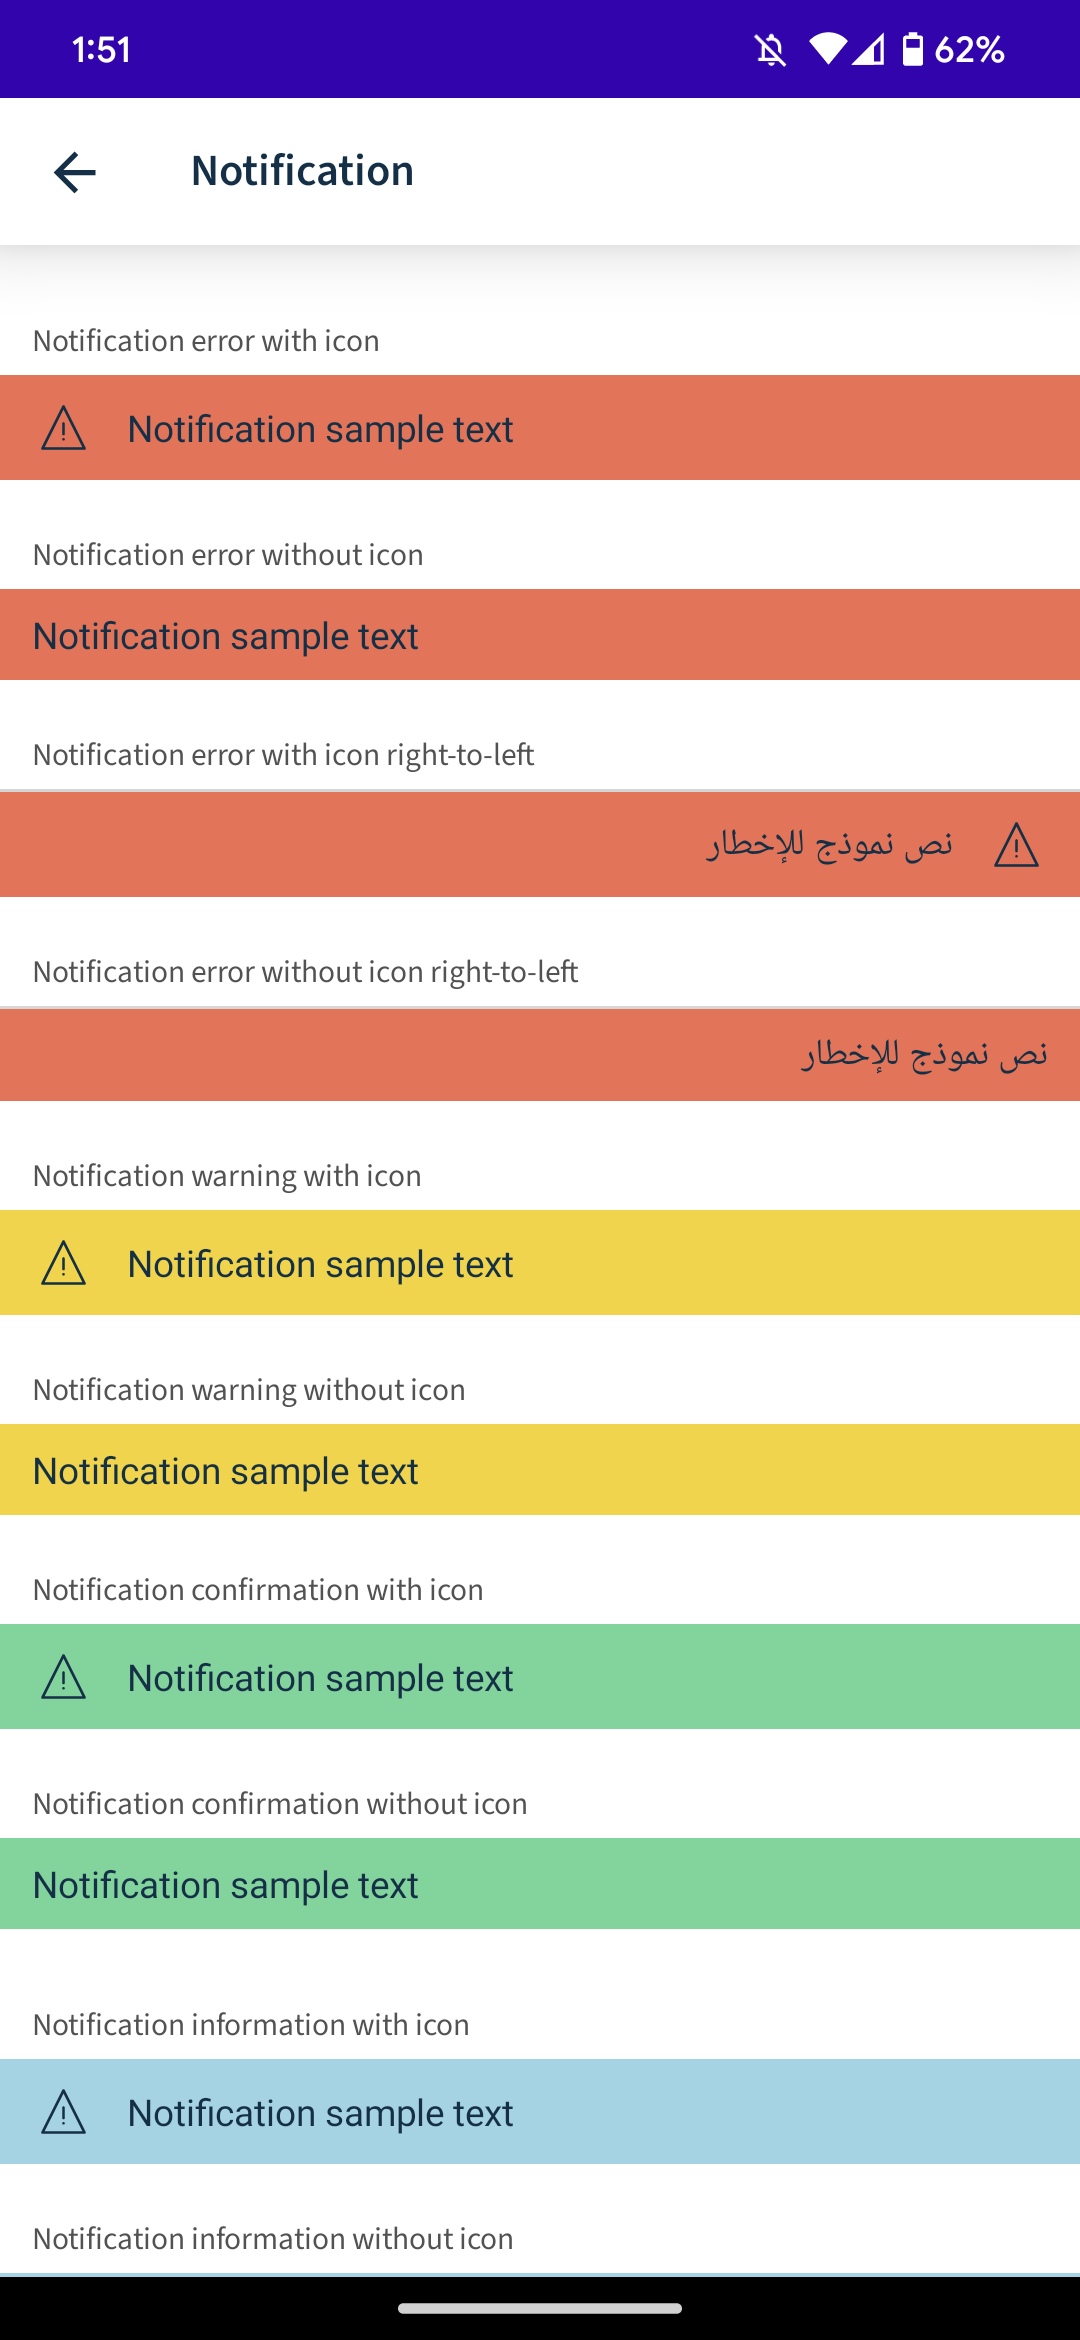 1:51
62%
Notification
Notification error with icon
Notification sample text
Notification error without icon
Notification sample text
Notification error with icon right-to-left
نص نموذج للإخطار
Notification error without icon right-to-left
نص نموذج للإخطار
Notification warning with icon
Notification sample text
Notification warning without icon
Notification sample text
Notification confirmation with icon
Notification sample text
Notification confirmation without icon
Notification sample text
Notification information with icon
Notification sample text
Notification information without icon